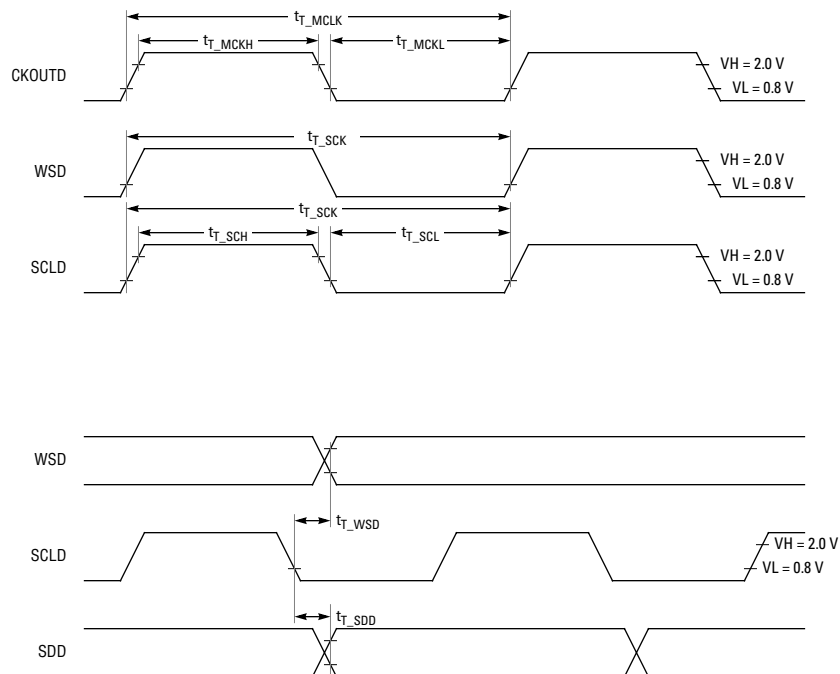 t_T_MCLK
t_T_MCKH
t_T_MCKL
CKOUTD
VH = 2.0 V
VL = 0.8 V
t_T_SCK
WSD
VH = 2.0 V
VL = 0.8 V
t_T_SCK
t_T_SCH
t_T_SCL
SCLD
VH = 2.0 V
VL = 0.8 V
WSD
t_T_WSD
SCLD
VH = 2.0 V
VL = 0.8 V
t_T_SDD
SDD